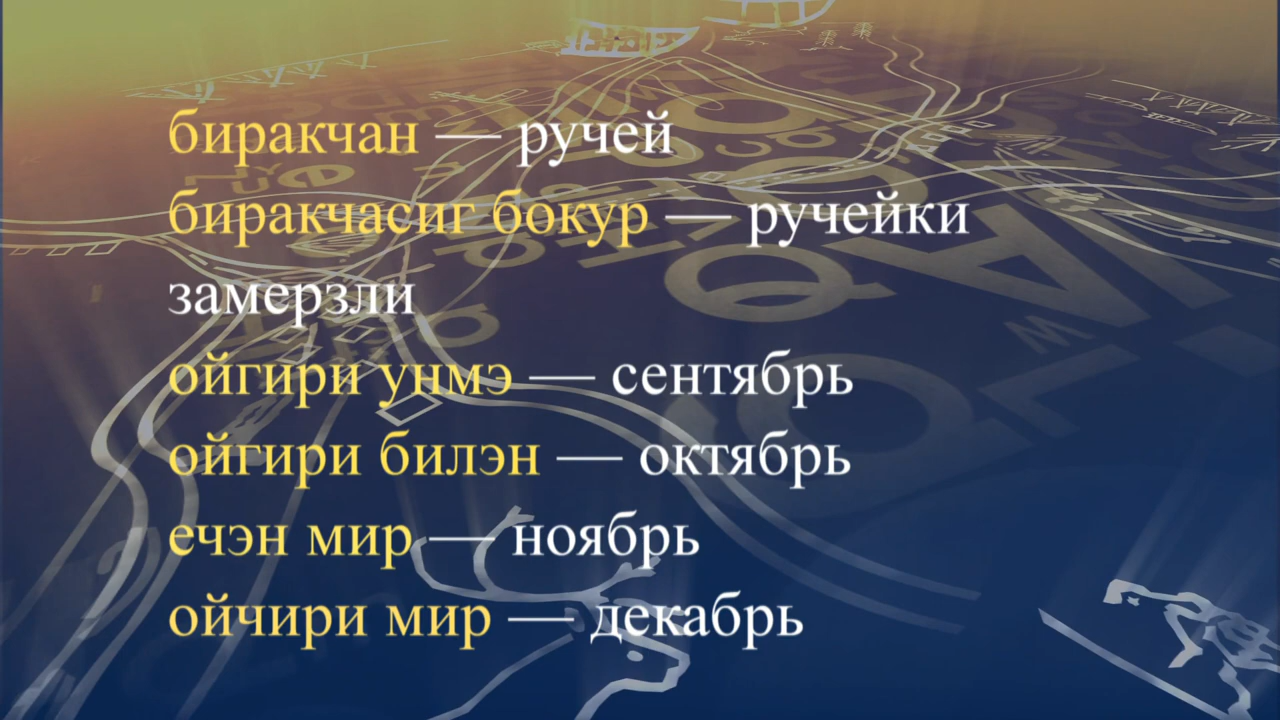 биракчан — ручей
биракчасиг бокур — ручейки
замерзли
ойгири унмэ — сентябрь
ойгири билэн — октябрь
ечэн мир — ноябрь
ойчири мир — декабрь